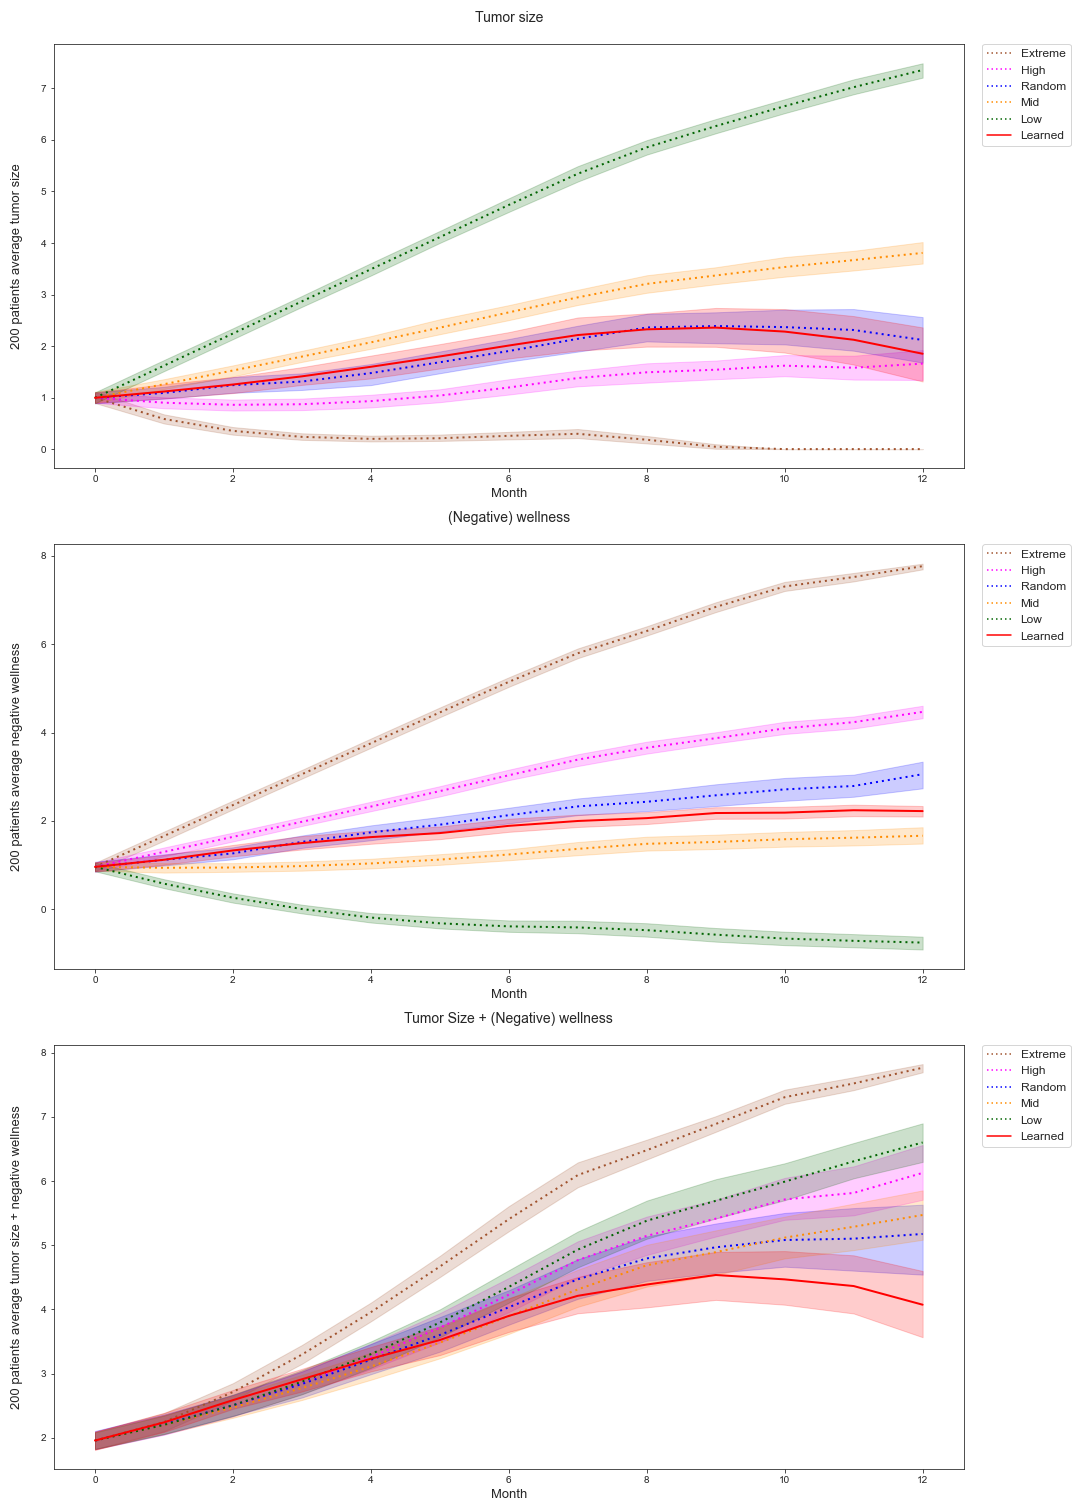 Tumor size
200 patients average tumor size
7
6
5
4
3
2
1
0
0 2 4 6 8 10 12
Month
Extreme
High
Random
Mid
Low
Learned
(Negative) wellness
200 patients average negative wellness
8
6
4
2
0
0 2 4 6 8 10 12
Month
Extreme
High
Random
Mid
Low
Learned
Tumor Size + (Negative) wellness
200 patients average tumor size + negative wellness
8
7
6
5
4
3
2
0 2 4 6 8 10 12
Month
Extreme
High
Random
Mid
Low
Learned